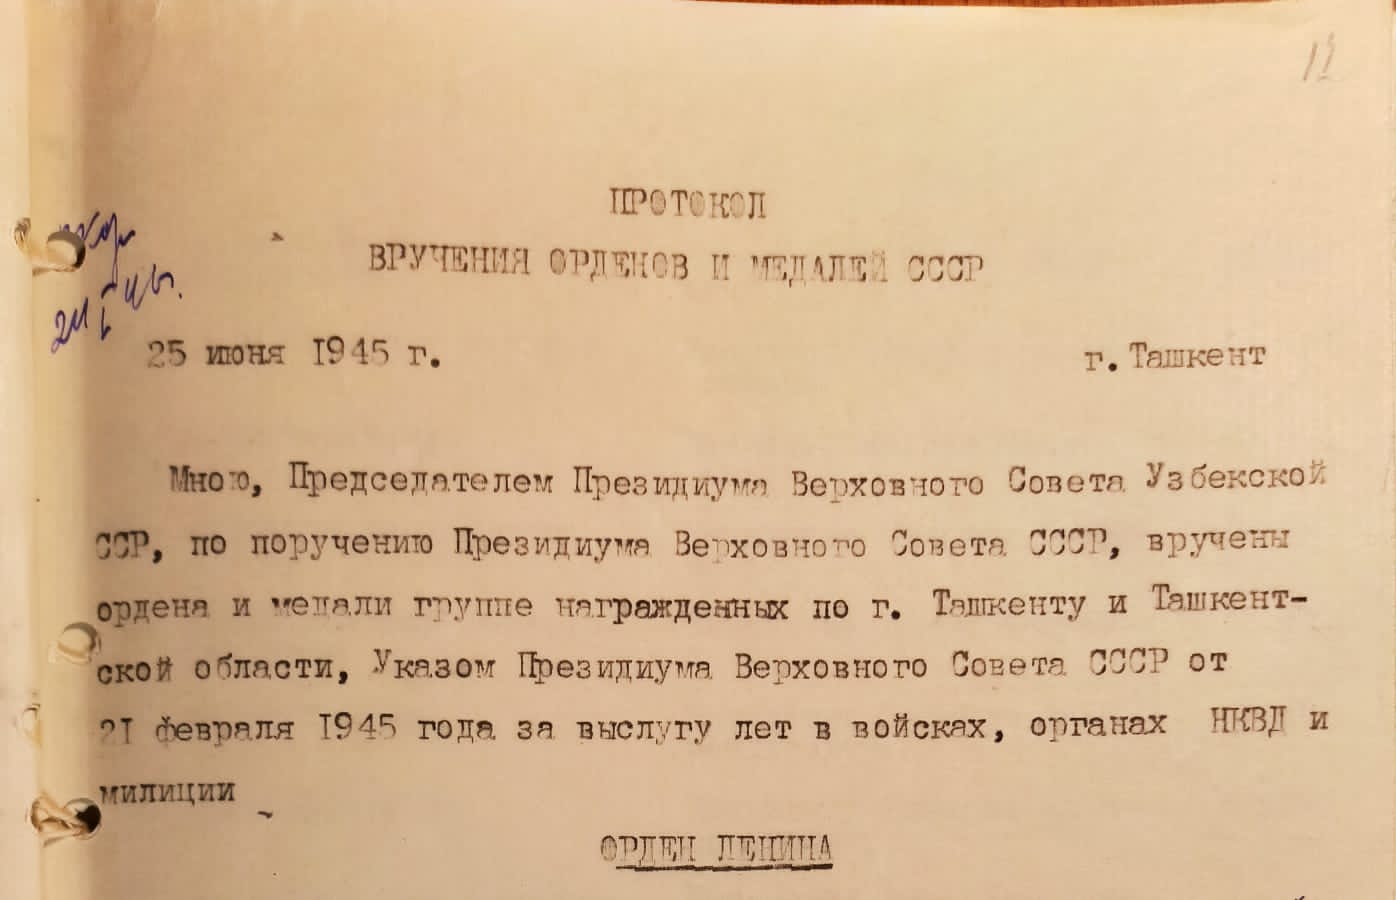 12
ПРОТОКОЛ
ВРУЧЕНИЯ ОРДЕНОВ И МЕДАЛЕЙ СССР
25 июня 1945 г.
г. Ташкент
Мною, Председателем Президиума Верховного Совета Узбекской
ССР, по поручению Президиума Верховного Совета СССР, вручены
ордена и медали группе награжденных по г. Ташкенту и Ташкент-
ской области, Указом Президиума Верховного Совета СССР от
21 февраля 1945 года за выслугу лет в войсках, органах НКВД и
милиции
ОРДЕН ЛЕНИНА